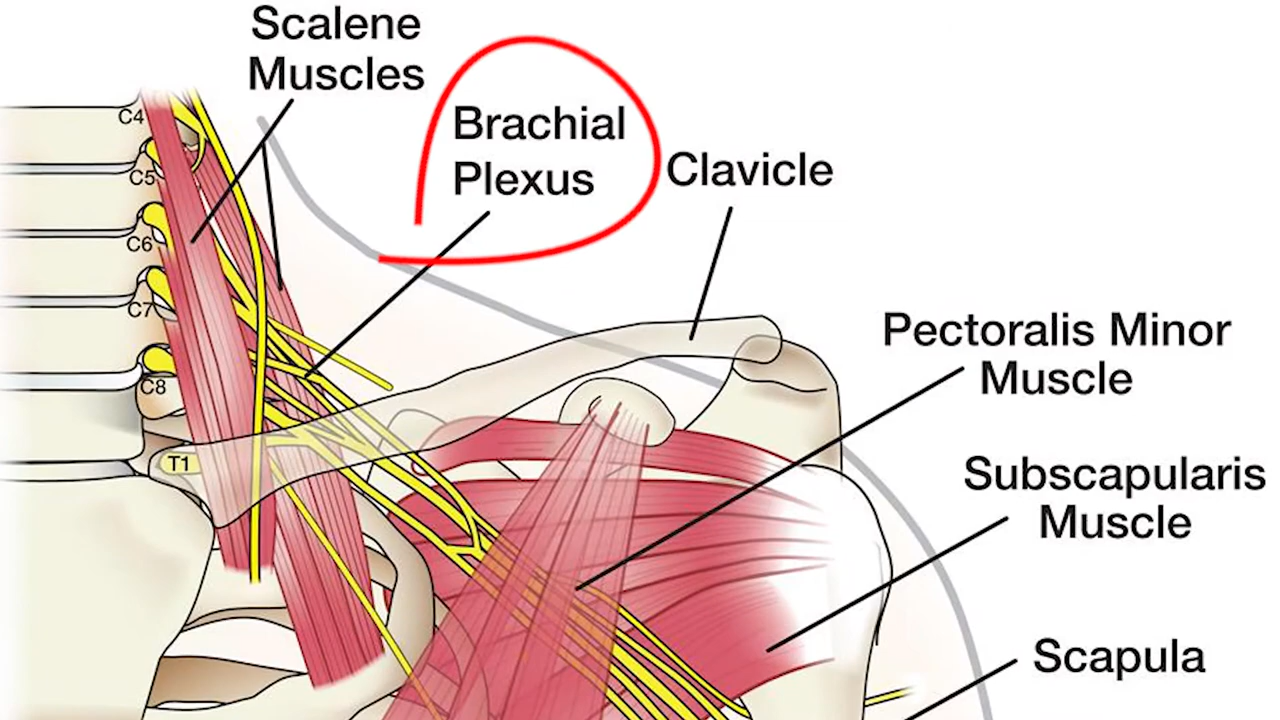 Scalene
Muscles
Brachial
Plexus
Clavicle
Pectoralis Minor
Muscle
Subscapularis
Muscle
Scapula
C4
C5
C6
C7
C8
T1